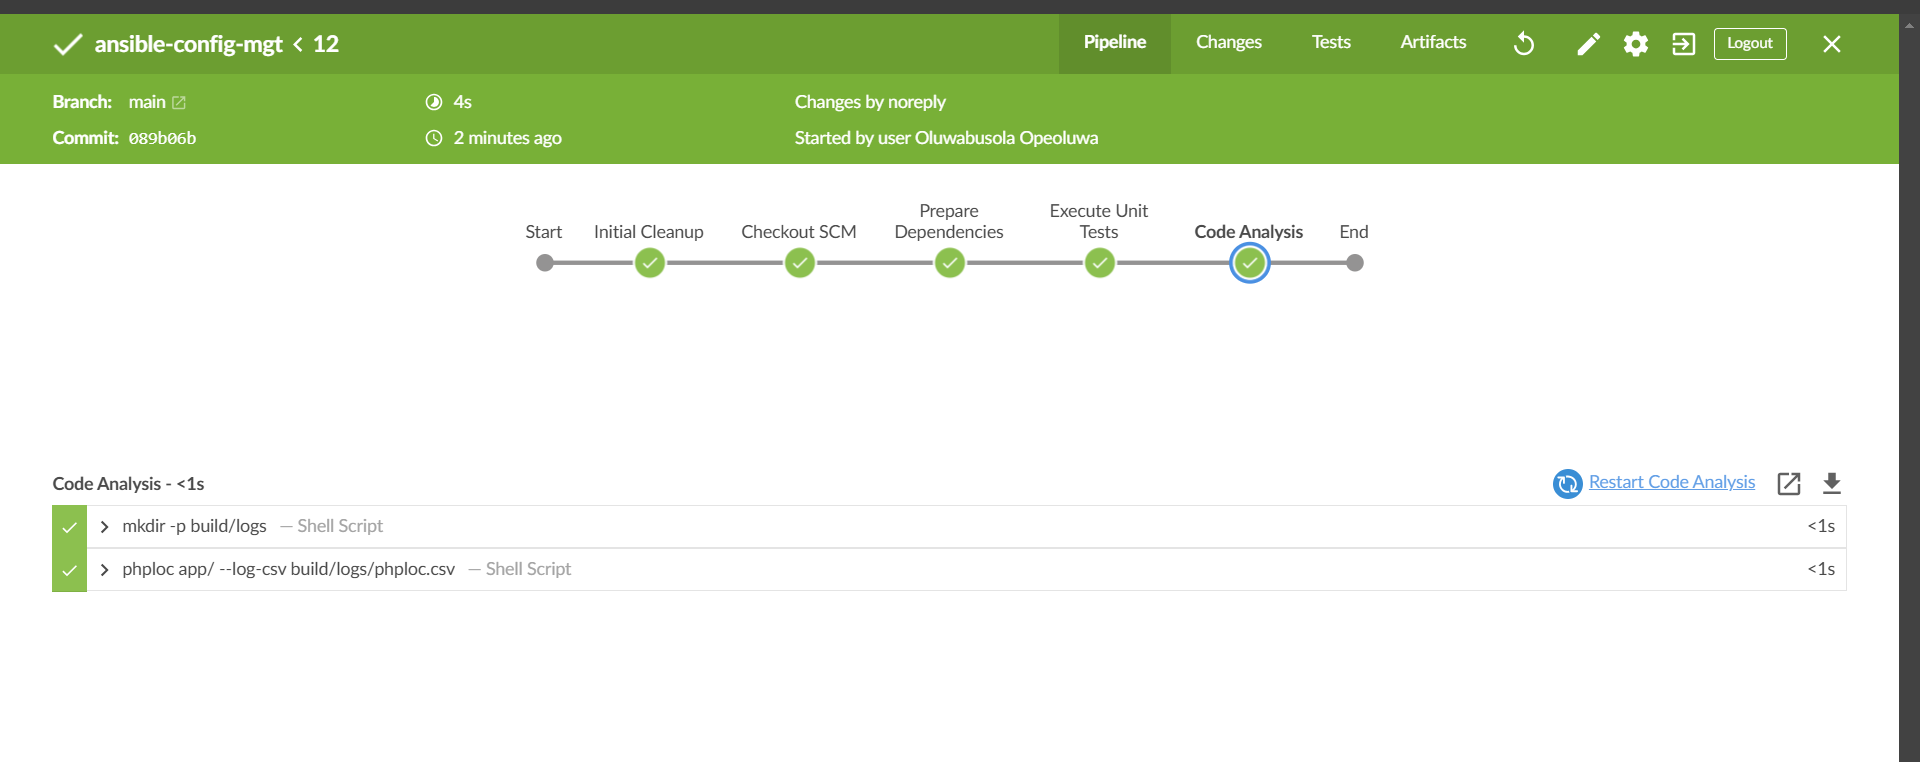 ansible-config-mgt < 12
Pipeline
Changes
Tests
Artifacts
Logout
Branch: main
4s
Changes by noreply
Commit: 089b06b
2 minutes ago
Started by user Oluwabusola Opeoluwa
Start
Initial Cleanup
Checkout SCM
Prepare
Dependencies
Execute Unit
Tests
Code Analysis
End
Code Analysis - <1s
Restart Code Analysis
mkdir -p build/logs — Shell Script
<1s
phploc app/ --log-csv build/logs/phploc.csv — Shell Script
<1s